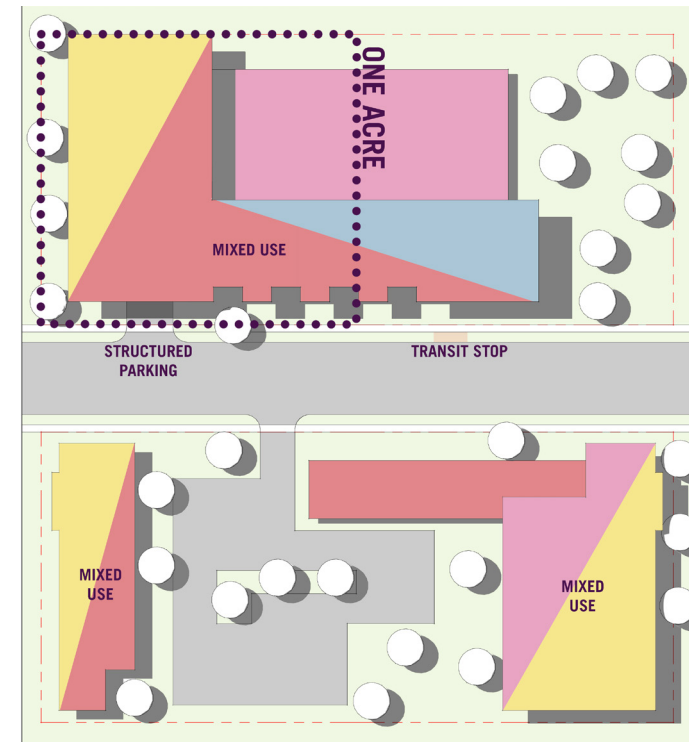 ONE ACRE
MIXED USE
STRUCTURED
PARKING
TRANSIT STOP
MIXED
USE
MIXED
USE